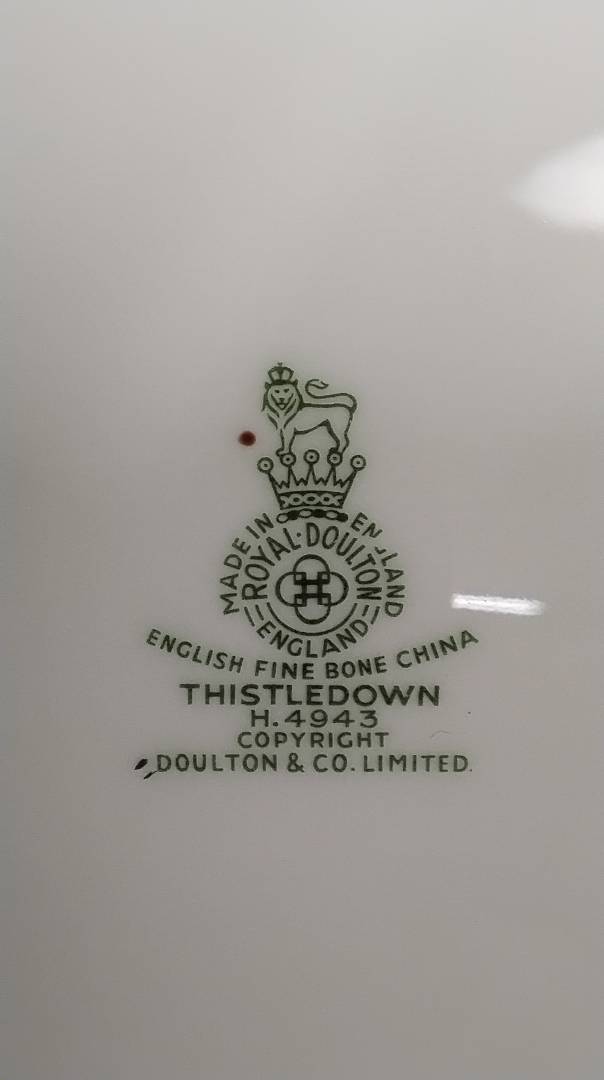 MADE IN ENGLAND
ROYAL·DOULTON
ENGLAND
ENGLISH FINE BONE CHINA
THISTLEDOWN
H.4943
COPYRIGHT
DOULTON & CO. LIMITED.